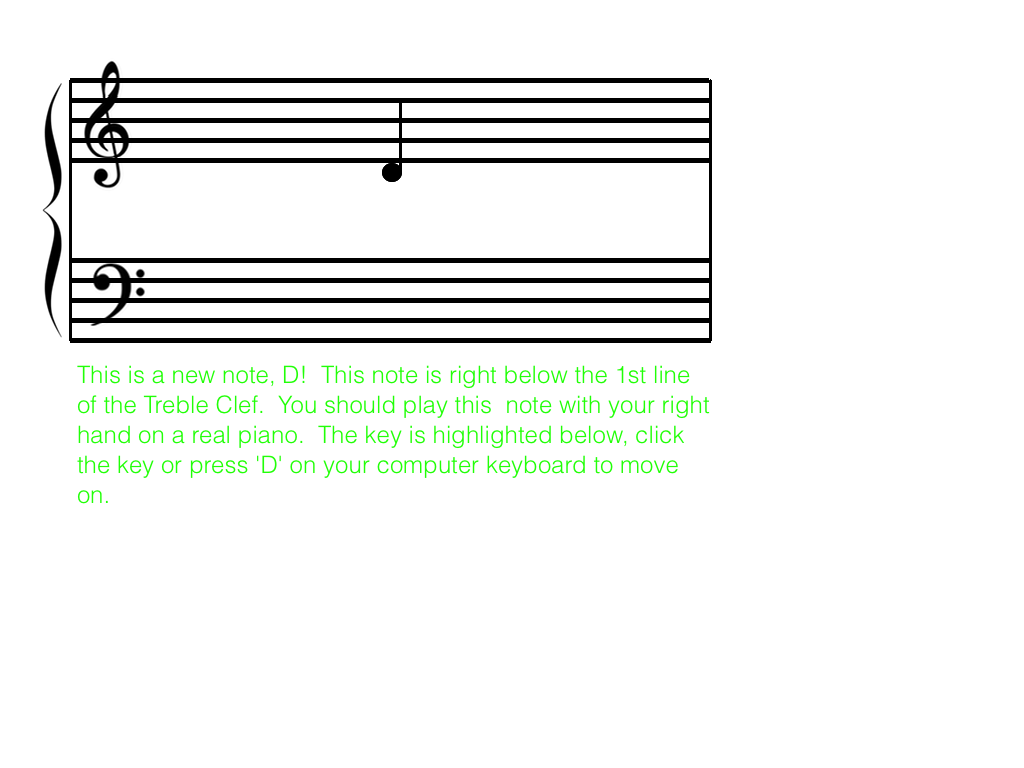 This is a new note, D!  This note is right below the 1st line
of the Treble Clef.  You should play this  note with your right
hand on a real piano.  The key is highlighted below, click
the key or press 'D' on your computer keyboard to move
on.